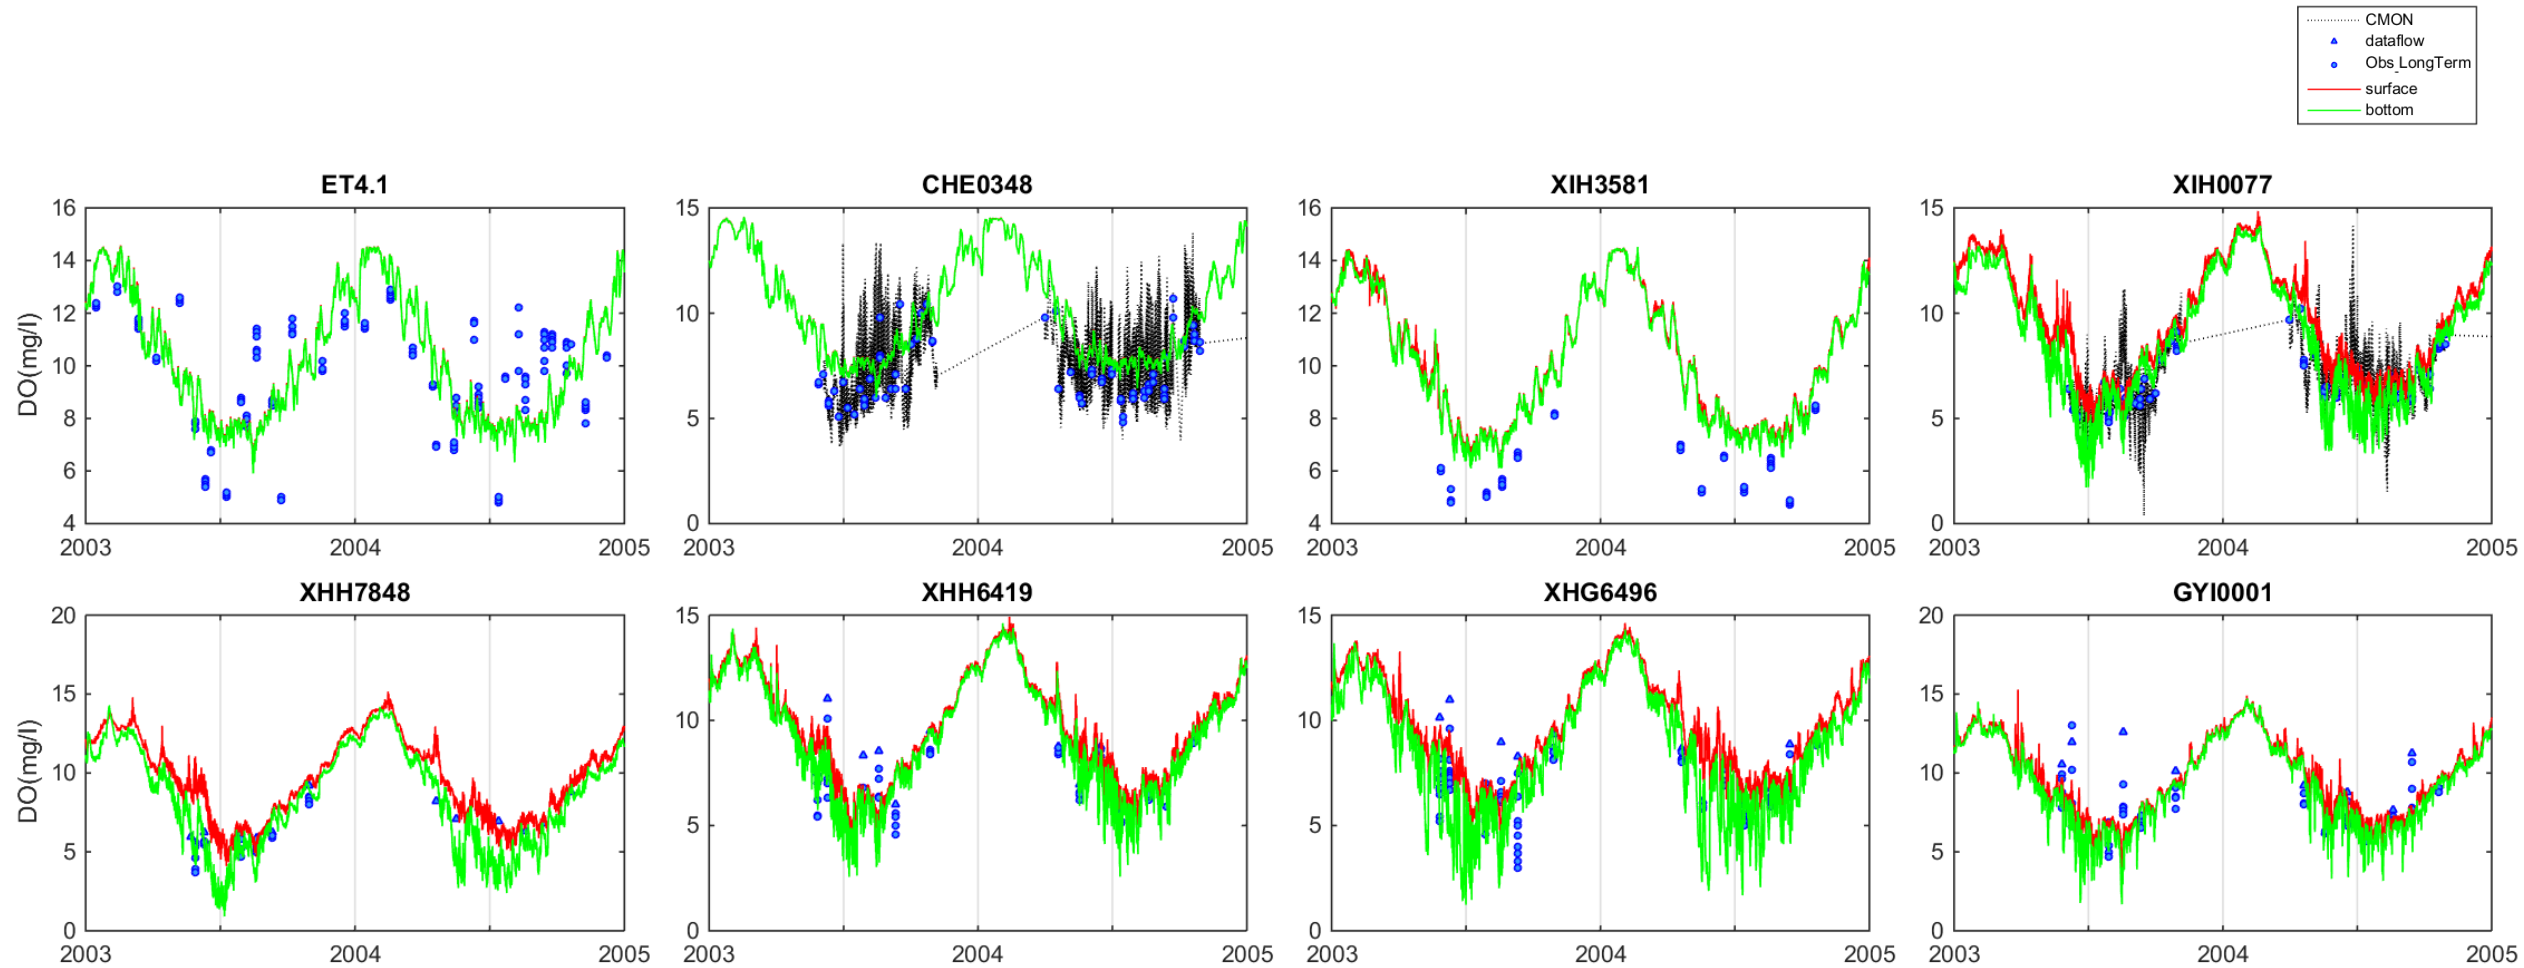 CMON
dataflow
Obs_LongTerm
surface
bottom
ET4.1 CHE0348 XIH3581 XIH0077
16 15 16 15
14 14
12 10 12 10
10 10
8 5 8 5
6 6
4 0 4 0
DO(mg/l)
2003 2004 2005 2003 2004 2005 2003 2004 2005 2003 2004 2005
XHH7848 XHH6419 XHG6496 GYI0001
20 15 15 20
15 10 10 15
10 10
5 5 5 5
0 0 0 0
DO(mg/l)
2003 2004 2005 2003 2004 2005 2003 2004 2005 2003 2004 2005